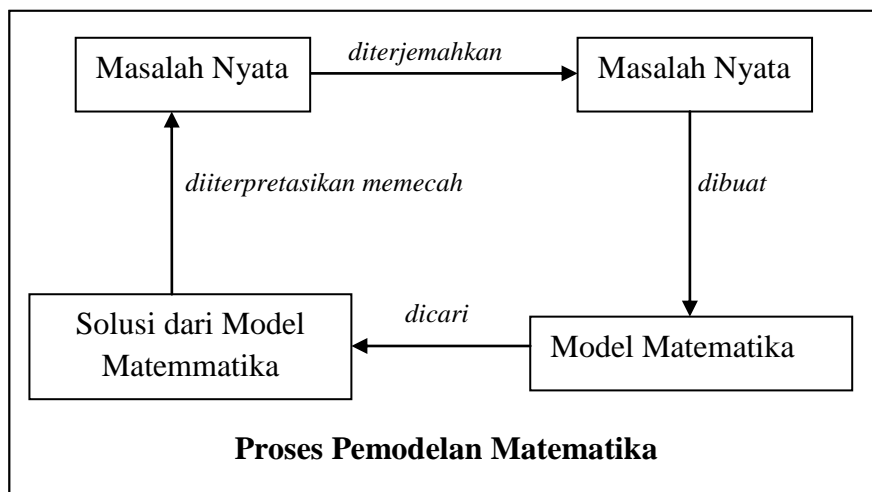 Masalah Nyata
diterjemahkan
Masalah Nyata
diiterpretasikan memecah
dibuat
Solusi dari Model
Matemmatika
dicari
Model Matematika
Proses Pemodelan Matematika